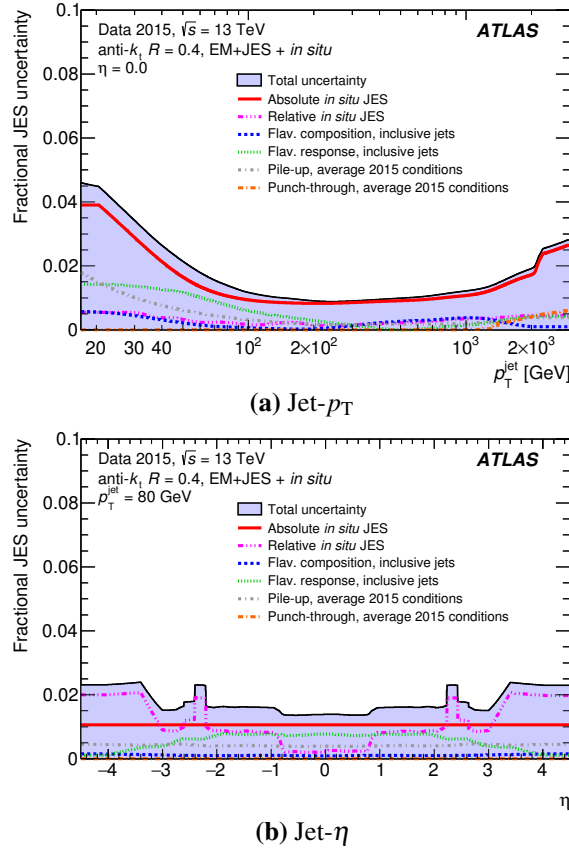 Fractional JES uncertainty
0.1
0.08
0.06
0.04
0.02
0
Data 2015, √s = 13 TeV
ATLAS
anti-kₜ R = 0.4, EM+JES + in situ
η = 0.0
Total uncertainty
Absolute in situ JES
Relative in situ JES
Flav. composition, inclusive jets
Flav. response, inclusive jets
Pile-up, average 2015 conditions
Punch-through, average 2015 conditions
20 30 40 10² 2×10² 10³ 2×10³
p_T^jet [GeV]
(a) Jet-p_T
Fractional JES uncertainty
0.1
0.08
0.06
0.04
0.02
0
Data 2015, √s = 13 TeV
ATLAS
anti-kₜ R = 0.4, EM+JES + in situ
p_T^jet = 80 GeV
Total uncertainty
Absolute in situ JES
Relative in situ JES
Flav. composition, inclusive jets
Flav. response, inclusive jets
Pile-up, average 2015 conditions
Punch-through, average 2015 conditions
−4 −3 −2 −1 0 1 2 3 4
η
(b) Jet-η